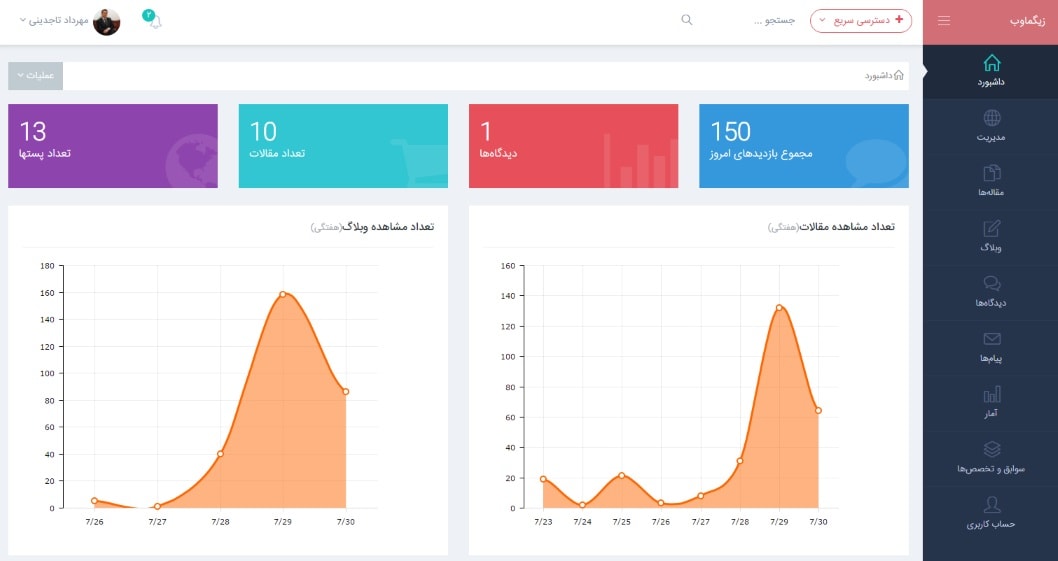 زیگماوب
دسترسی سریع
جستجو ...
۲
مهرداد تاجدینی
داشبورد
مدیریت
مقاله‌ها
وبلاگ
دیدگاه‌ها
پیام‌ها
آمار
سوابق و تخصص‌ها
حساب کاربری
داشبورد
عملیات
150
مجموع بازدیدهای امروز
1
دیدگاه‌ها
10
تعداد مقالات
13
تعداد پستها
تعداد مشاهده مقالات(هفتگی)
160
140
120
100
80
60
40
20
0
7/23 7/24 7/25 7/26 7/27 7/28 7/29 7/30
تعداد مشاهده وبلاگ(هفتگی)
180
160
140
120
100
80
60
40
20
0
7/26 7/27 7/28 7/29 7/30